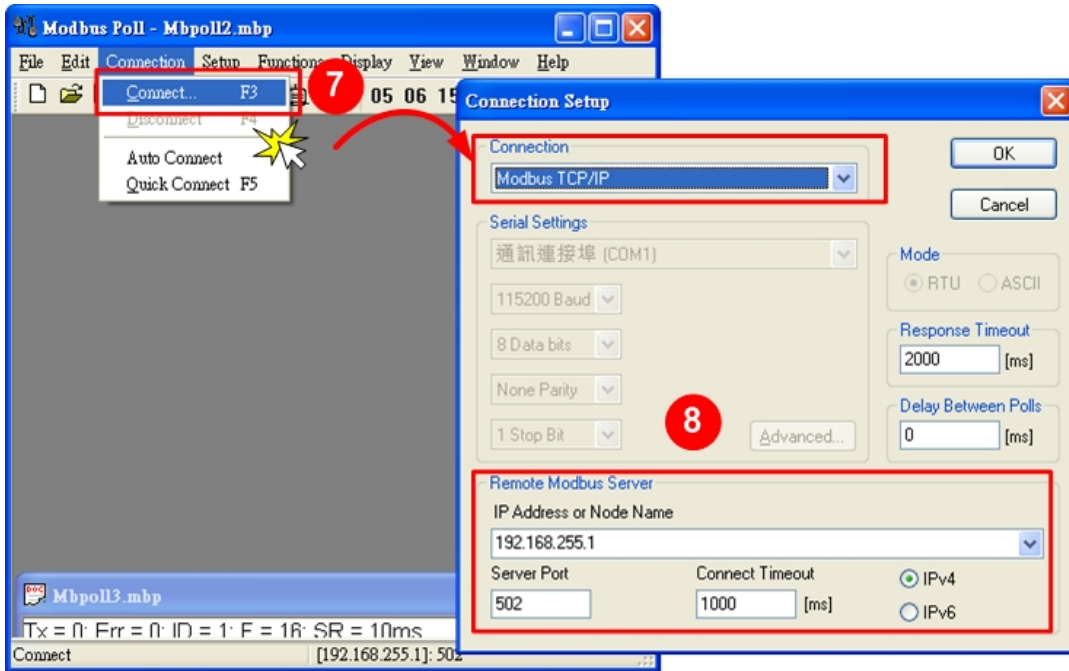 Modbus Poll - Mbpoll2.mbp
File Edit Connection Setup Functions Display View Window Help
Connect... F3
7
05 06 15
Disconnect F4
Auto Connect
Quick Connect F5
Connection Setup
Connection
Modbus TCP/IP
OK
Cancel
Serial Settings
通訊連接埠 (COM1)
115200 Baud
8 Data bits
None Parity
1 Stop Bit
8
Advanced...
Mode
RTU ASCII
Response Timeout
2000 [ms]
Delay Between Polls
0 [ms]
Remote Modbus Server
IP Address or Node Name
192.168.255.1
Server Port
502
Connect Timeout
1000 [ms]
IPv4
IPv6
Mbpoll3.mbp
Tx = 0: Err = 0: ID = 1: F = 16: SR = 10ms
Connect [192.168.255.1]: 502